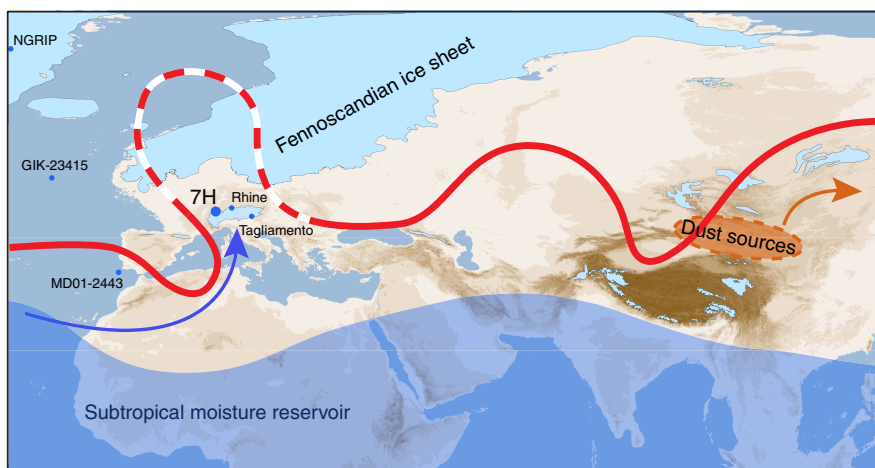 NGRIP
Fennoscandian ice sheet
GIK-23415
7H
Rhine
Tagliamento
Dust sources
MD01-2443
Subtropical moisture reservoir